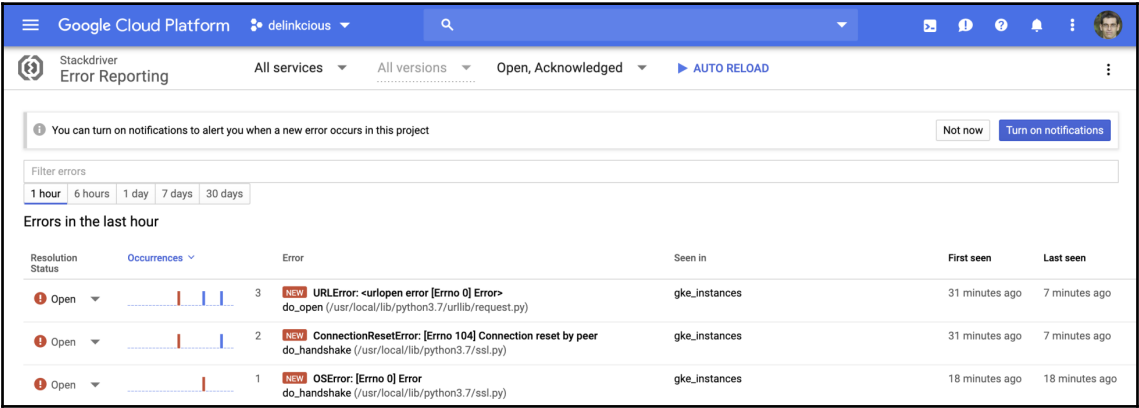 Google Cloud Platform delinkcious
Stackdriver
Error Reporting
All services All versions Open, Acknowledged AUTO RELOAD
You can turn on notifications to alert you when a new error occurs in this project Not now Turn on notifications
Filter errors
1 hour 6 hours 1 day 7 days 30 days
Errors in the last hour
Resolution Status Occurrences Error Seen in First seen Last seen
Open 3 NEW URLError: <urlopen error [Errno 0] Error> gke_instances 31 minutes ago 7 minutes ago
do_open (/usr/local/lib/python3.7/urllib/request.py)
Open 2 NEW ConnectionResetError: [Errno 104] Connection reset by peer gke_instances 31 minutes ago 7 minutes ago
do_handshake (/usr/local/lib/python3.7/ssl.py)
Open 1 NEW OSError: [Errno 0] Error gke_instances 18 minutes ago 18 minutes ago
do_handshake (/usr/local/lib/python3.7/ssl.py)